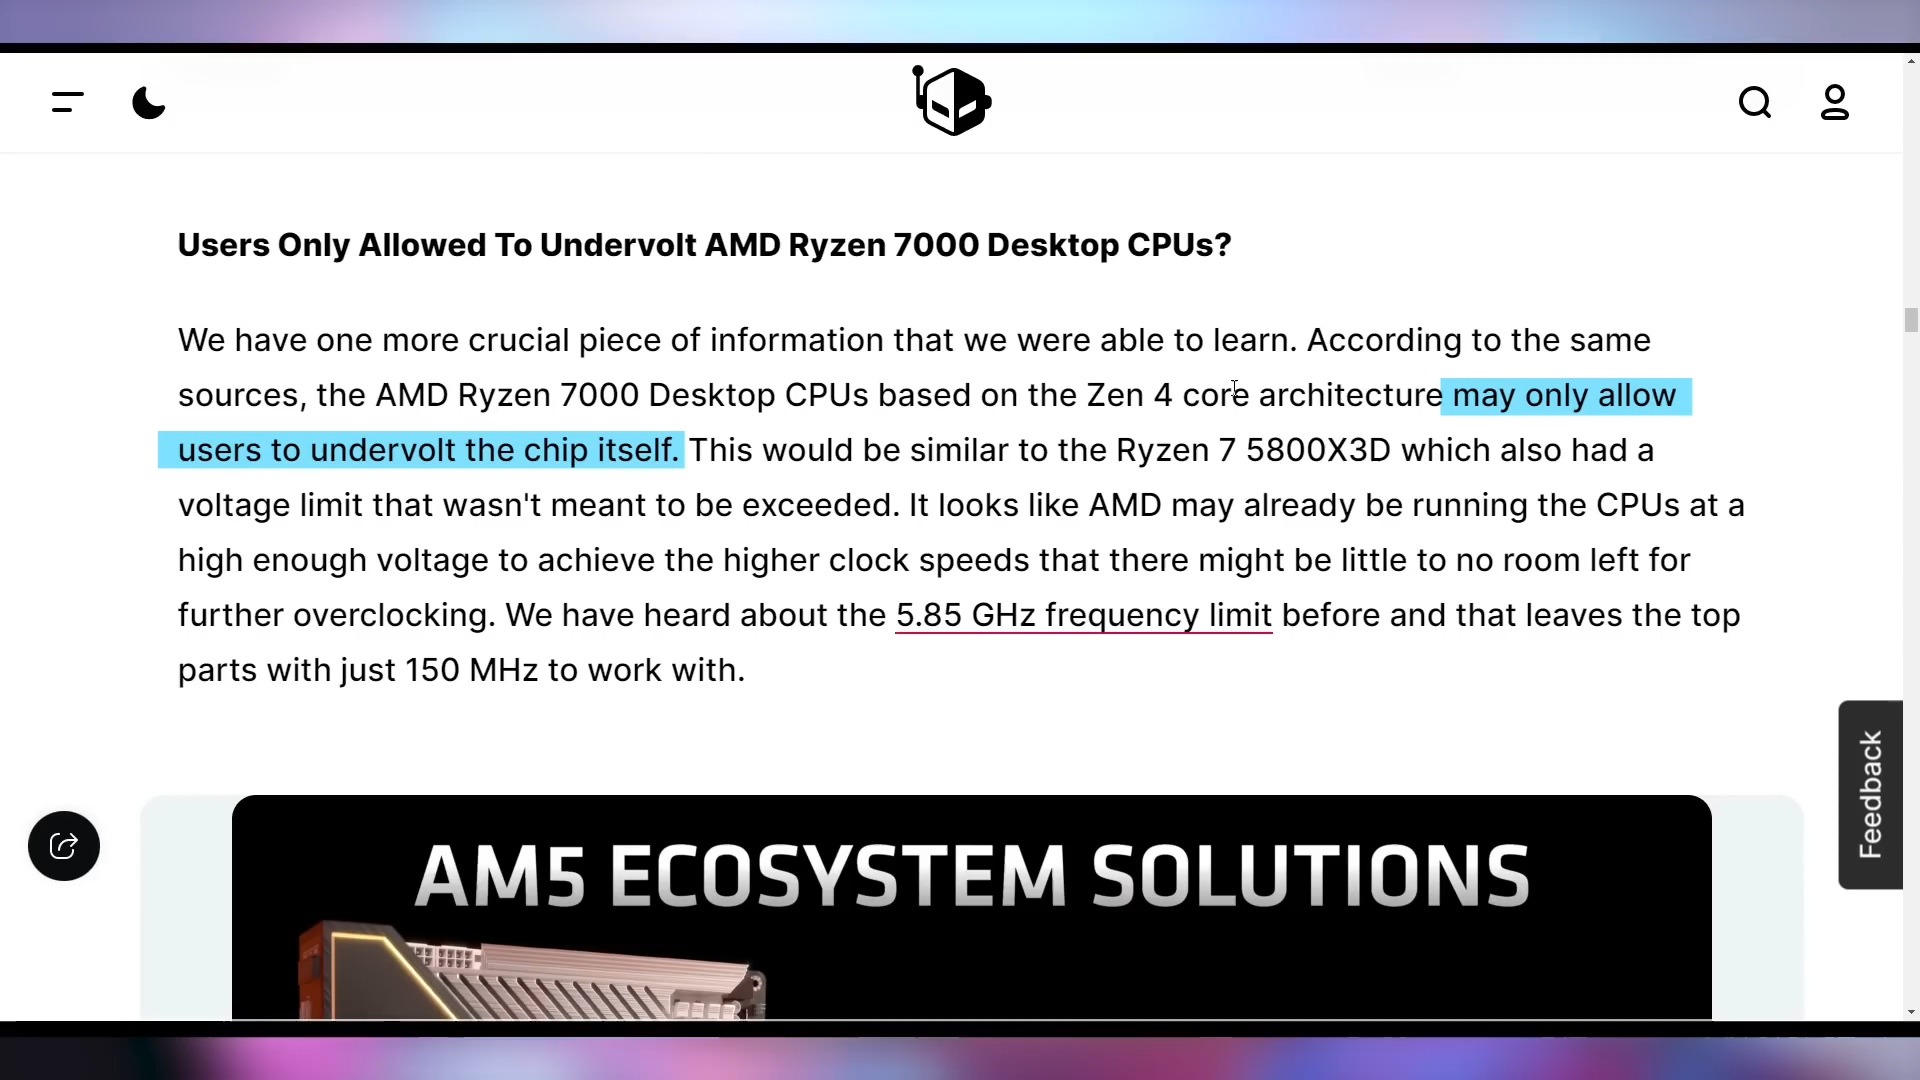 Users Only Allowed To Undervolt AMD Ryzen 7000 Desktop CPUs?
We have one more crucial piece of information that we were able to learn. According to the same
sources, the AMD Ryzen 7000 Desktop CPUs based on the Zen 4 core architecture may only allow
users to undervolt the chip itself. This would be similar to the Ryzen 7 5800X3D which also had a
voltage limit that wasn't meant to be exceeded. It looks like AMD may already be running the CPUs at a
high enough voltage to achieve the higher clock speeds that there might be little to no room left for
further overclocking. We have heard about the 5.85 GHz frequency limit before and that leaves the top
parts with just 150 MHz to work with.
Feedback
AM5 ECOSYSTEM SOLUTIONS